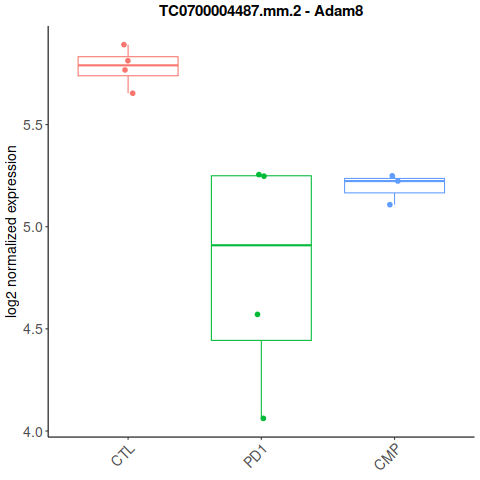 TC0700004487.mm.2 - Adam8
log2 normalized expression
5.5
5.0
4.5
4.0
CTL
PD1
CMP